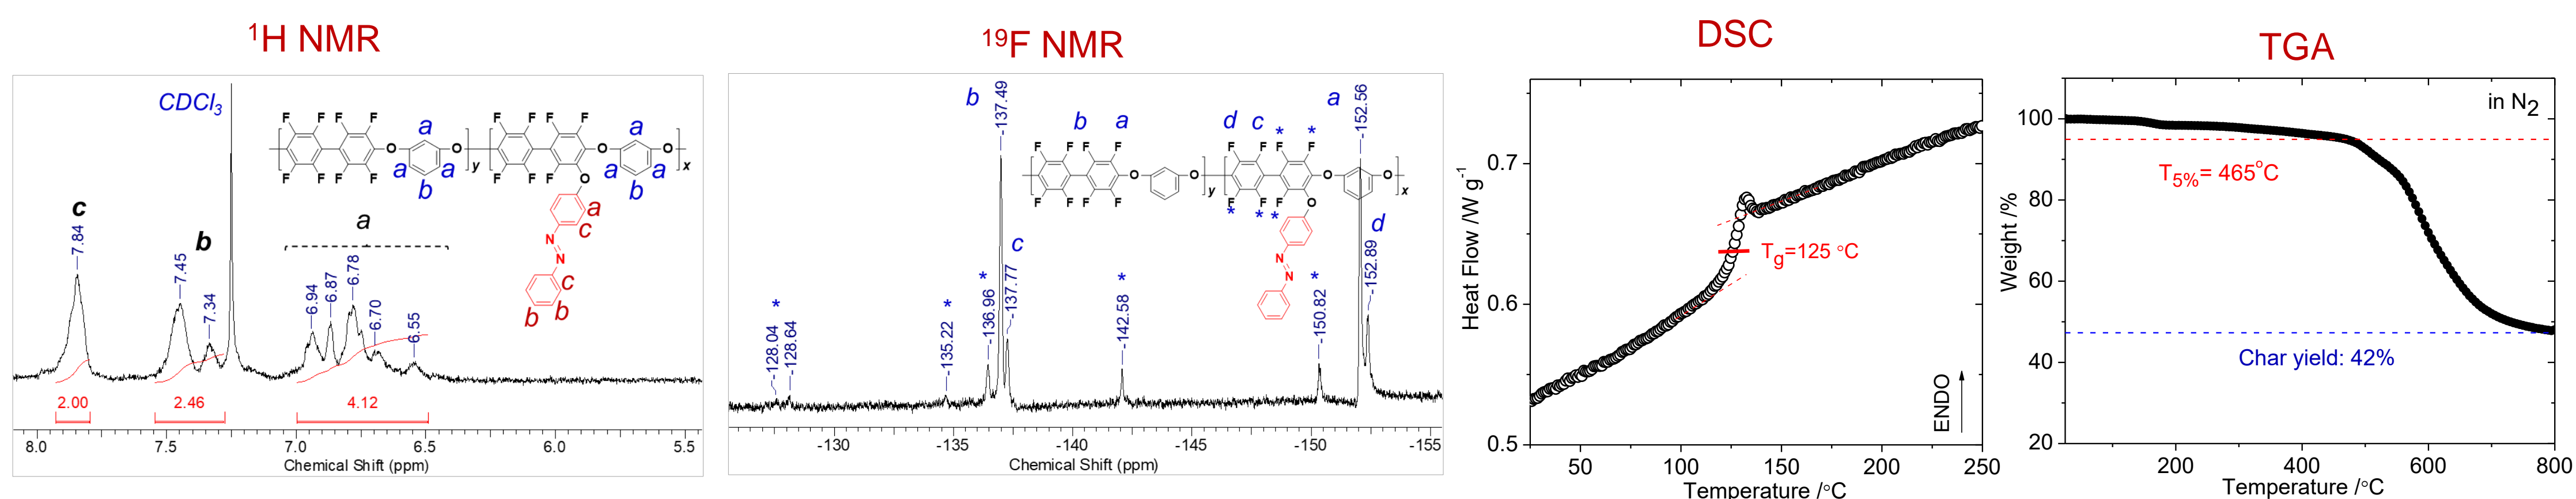 ¹H NMR
CDCl₃
7.84
7.45
7.34
6.94
6.87
6.78
6.70
6.55
c
b
a
F F F F F F F F
a a
O O O O
y x
a a a a
b b
F F F F F F F
O
a
c
N
N
c
b b
2.00 2.46 4.12
8.0 7.5 7.0 6.5 6.0 5.5
Chemical Shift (ppm)
¹⁹F NMR
b -137.49
a -152.56
b a d c * *
F F F F F F F F
O O O O
y x
F F F F F F F
* * *
O
N
N
* -128.04
-128.64
* -135.22
* -136.96
c -137.77
* -142.58
* -150.82
d -152.89
-130 -135 -140 -145 -150 -155
Chemical Shift (ppm)
DSC
Heat Flow /W g⁻¹
0.7
0.6
0.5
Tg=125 °C
ENDO
50 100 150 200 250
Temperature /°C
TGA
in N₂
Weight /%
100
80
60
40
20
T5%= 465°C
Char yield: 42%
200 400 600 800
Temperature /°C